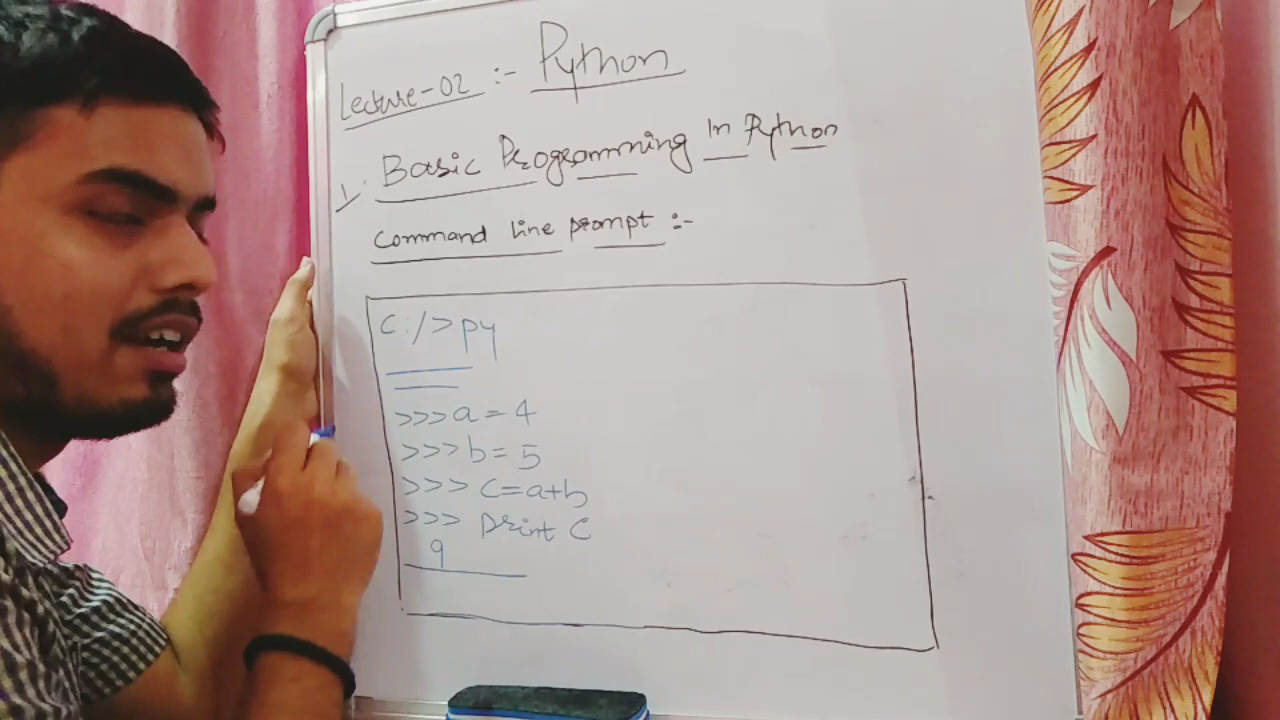 Lecture-02 :- Python
1. Basic Programming In Python
Command line prompt :-
C:/>py
>>> a = 4
>>> b = 5
>>> c=a+b
>>> print c
9